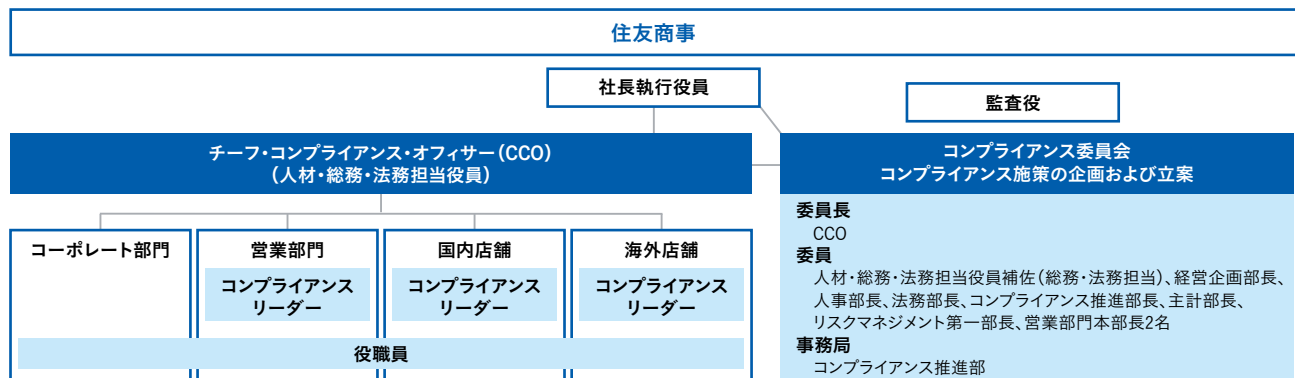 住友商事
社長執行役員
監査役
チーフ・コンプライアンス・オフィサー(CCO)
(人材・総務・法務担当役員)
コンプライアンス委員会
コンプライアンス施策の企画および立案
コーポレート部門
営業部門
コンプライアンス
リーダー
国内店舗
コンプライアンス
リーダー
海外店舗
コンプライアンス
リーダー
役職員
委員長
CCO
委員
人材・総務・法務担当役員補佐(総務・法務担当)、経営企画部長、
人事部長、法務部長、コンプライアンス推進部長、主計部長、
リスクマネジメント第一部長、営業部門本部長2名
事務局
コンプライアンス推進部